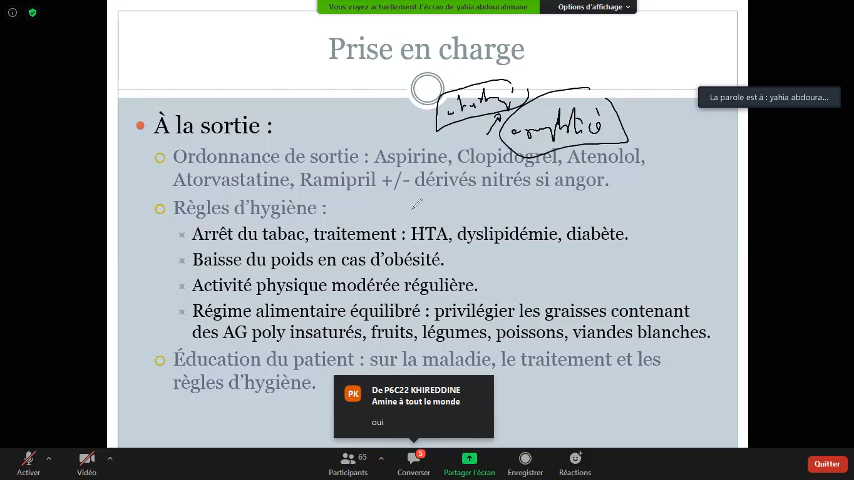 Vous voyez actuellement l'écran de yahia abdourahmane
Options d'affichage
Prise en charge
La parole est à : yahia abdoura...
À la sortie :
Ordonnance de sortie : Aspirine, Clopidogrel, Atenolol,
Atorvastatine, Ramipril +/- dérivés nitrés si angor.
Règles d'hygiène :
Arrêt du tabac, traitement : HTA, dyslipidémie, diabète.
Baisse du poids en cas d'obésité.
Activité physique modérée régulière.
Régime alimentaire équilibré : privilégier les graisses contenant
des AG poly insaturés, fruits, légumes, poissons, viandes blanches.
Éducation du patient : sur la maladie, le traitement et les
règles d'hygiène.
PK
De P6C22 KHIREDDINE
Amine à tout le monde
oui
Activer
Vidéo
65
Participants
5
Converser
Partager l'écran
Enregistrer
Réactions
Quitter